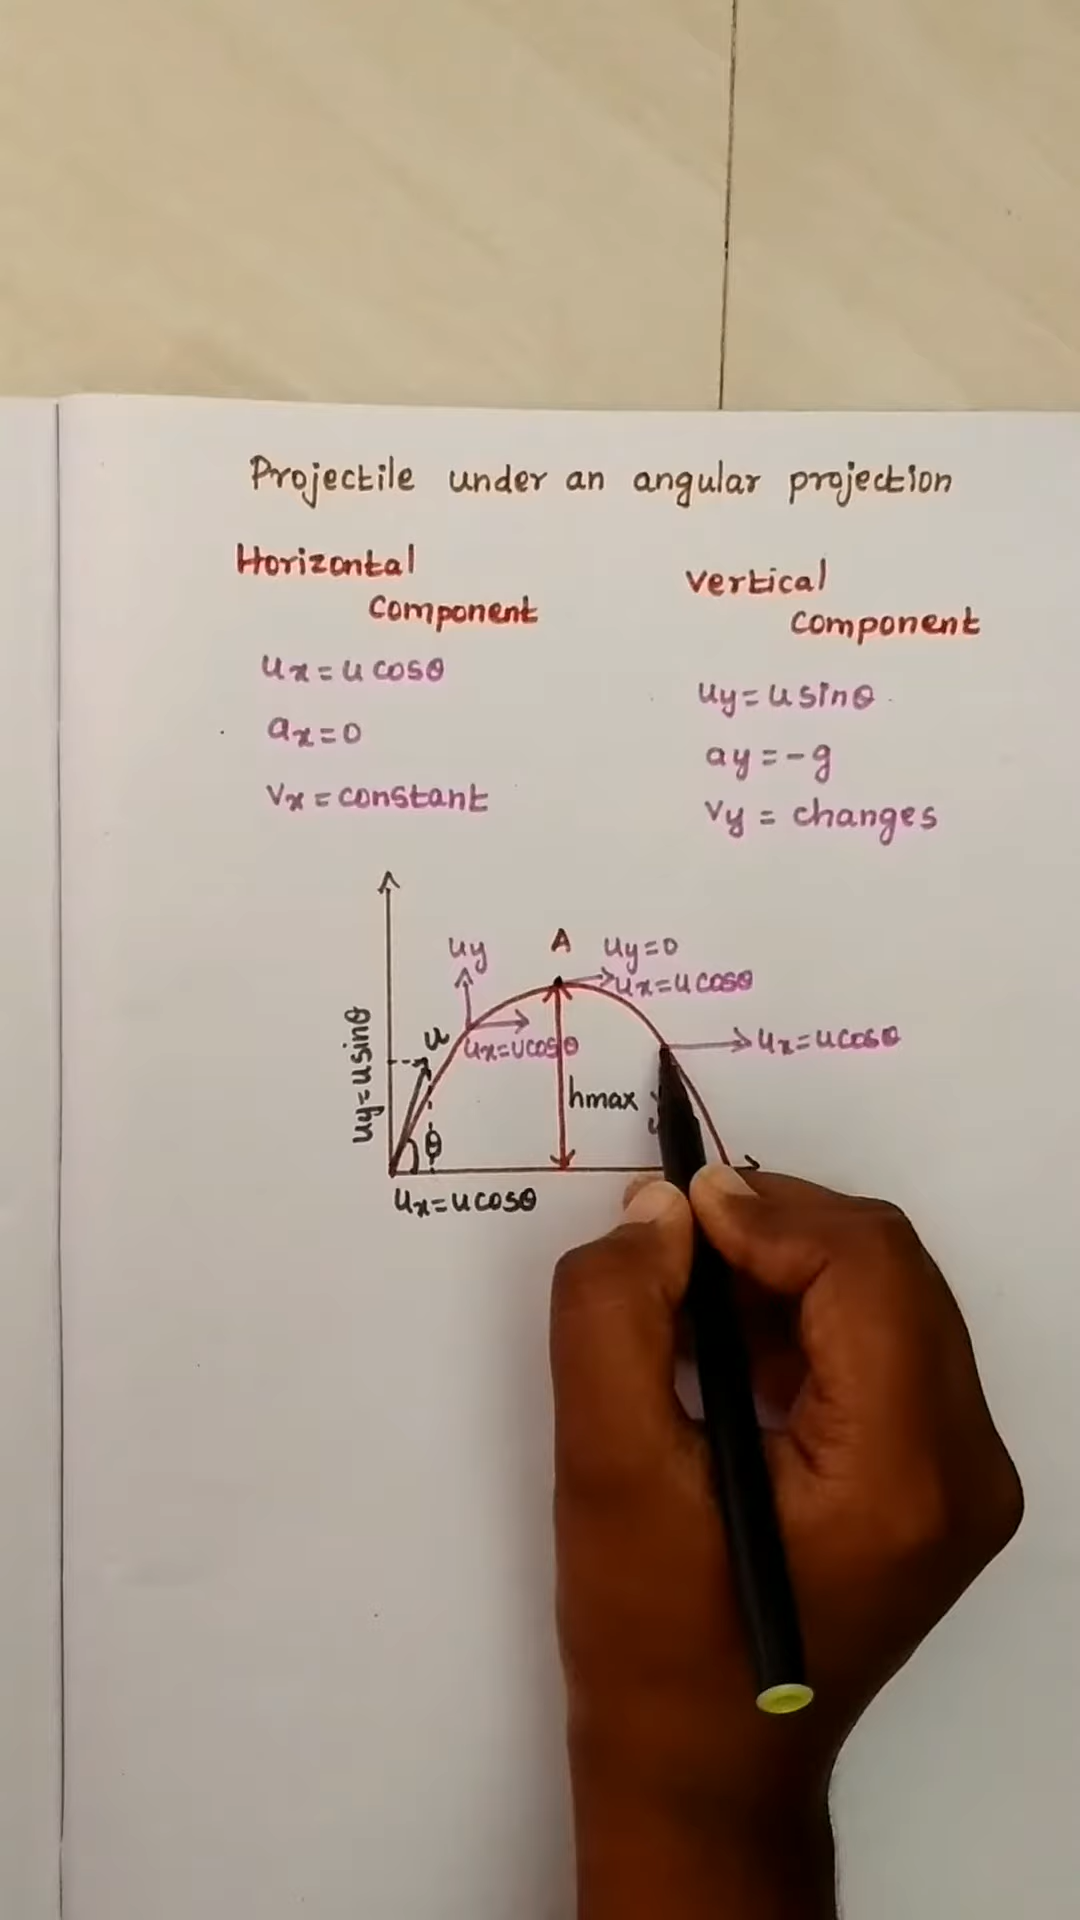 Projectile under an angular projection
Horizontal
component
ux = u cosθ
ax = 0
vx = constant
vertical
component
uy = u sinθ
ay = -g
vy = changes
uy
A
uy = 0
ux = u cosθ
uy = u sinθ
u
ux = u cosθ
ux = u cosθ
hmax
θ
ux = u cosθ